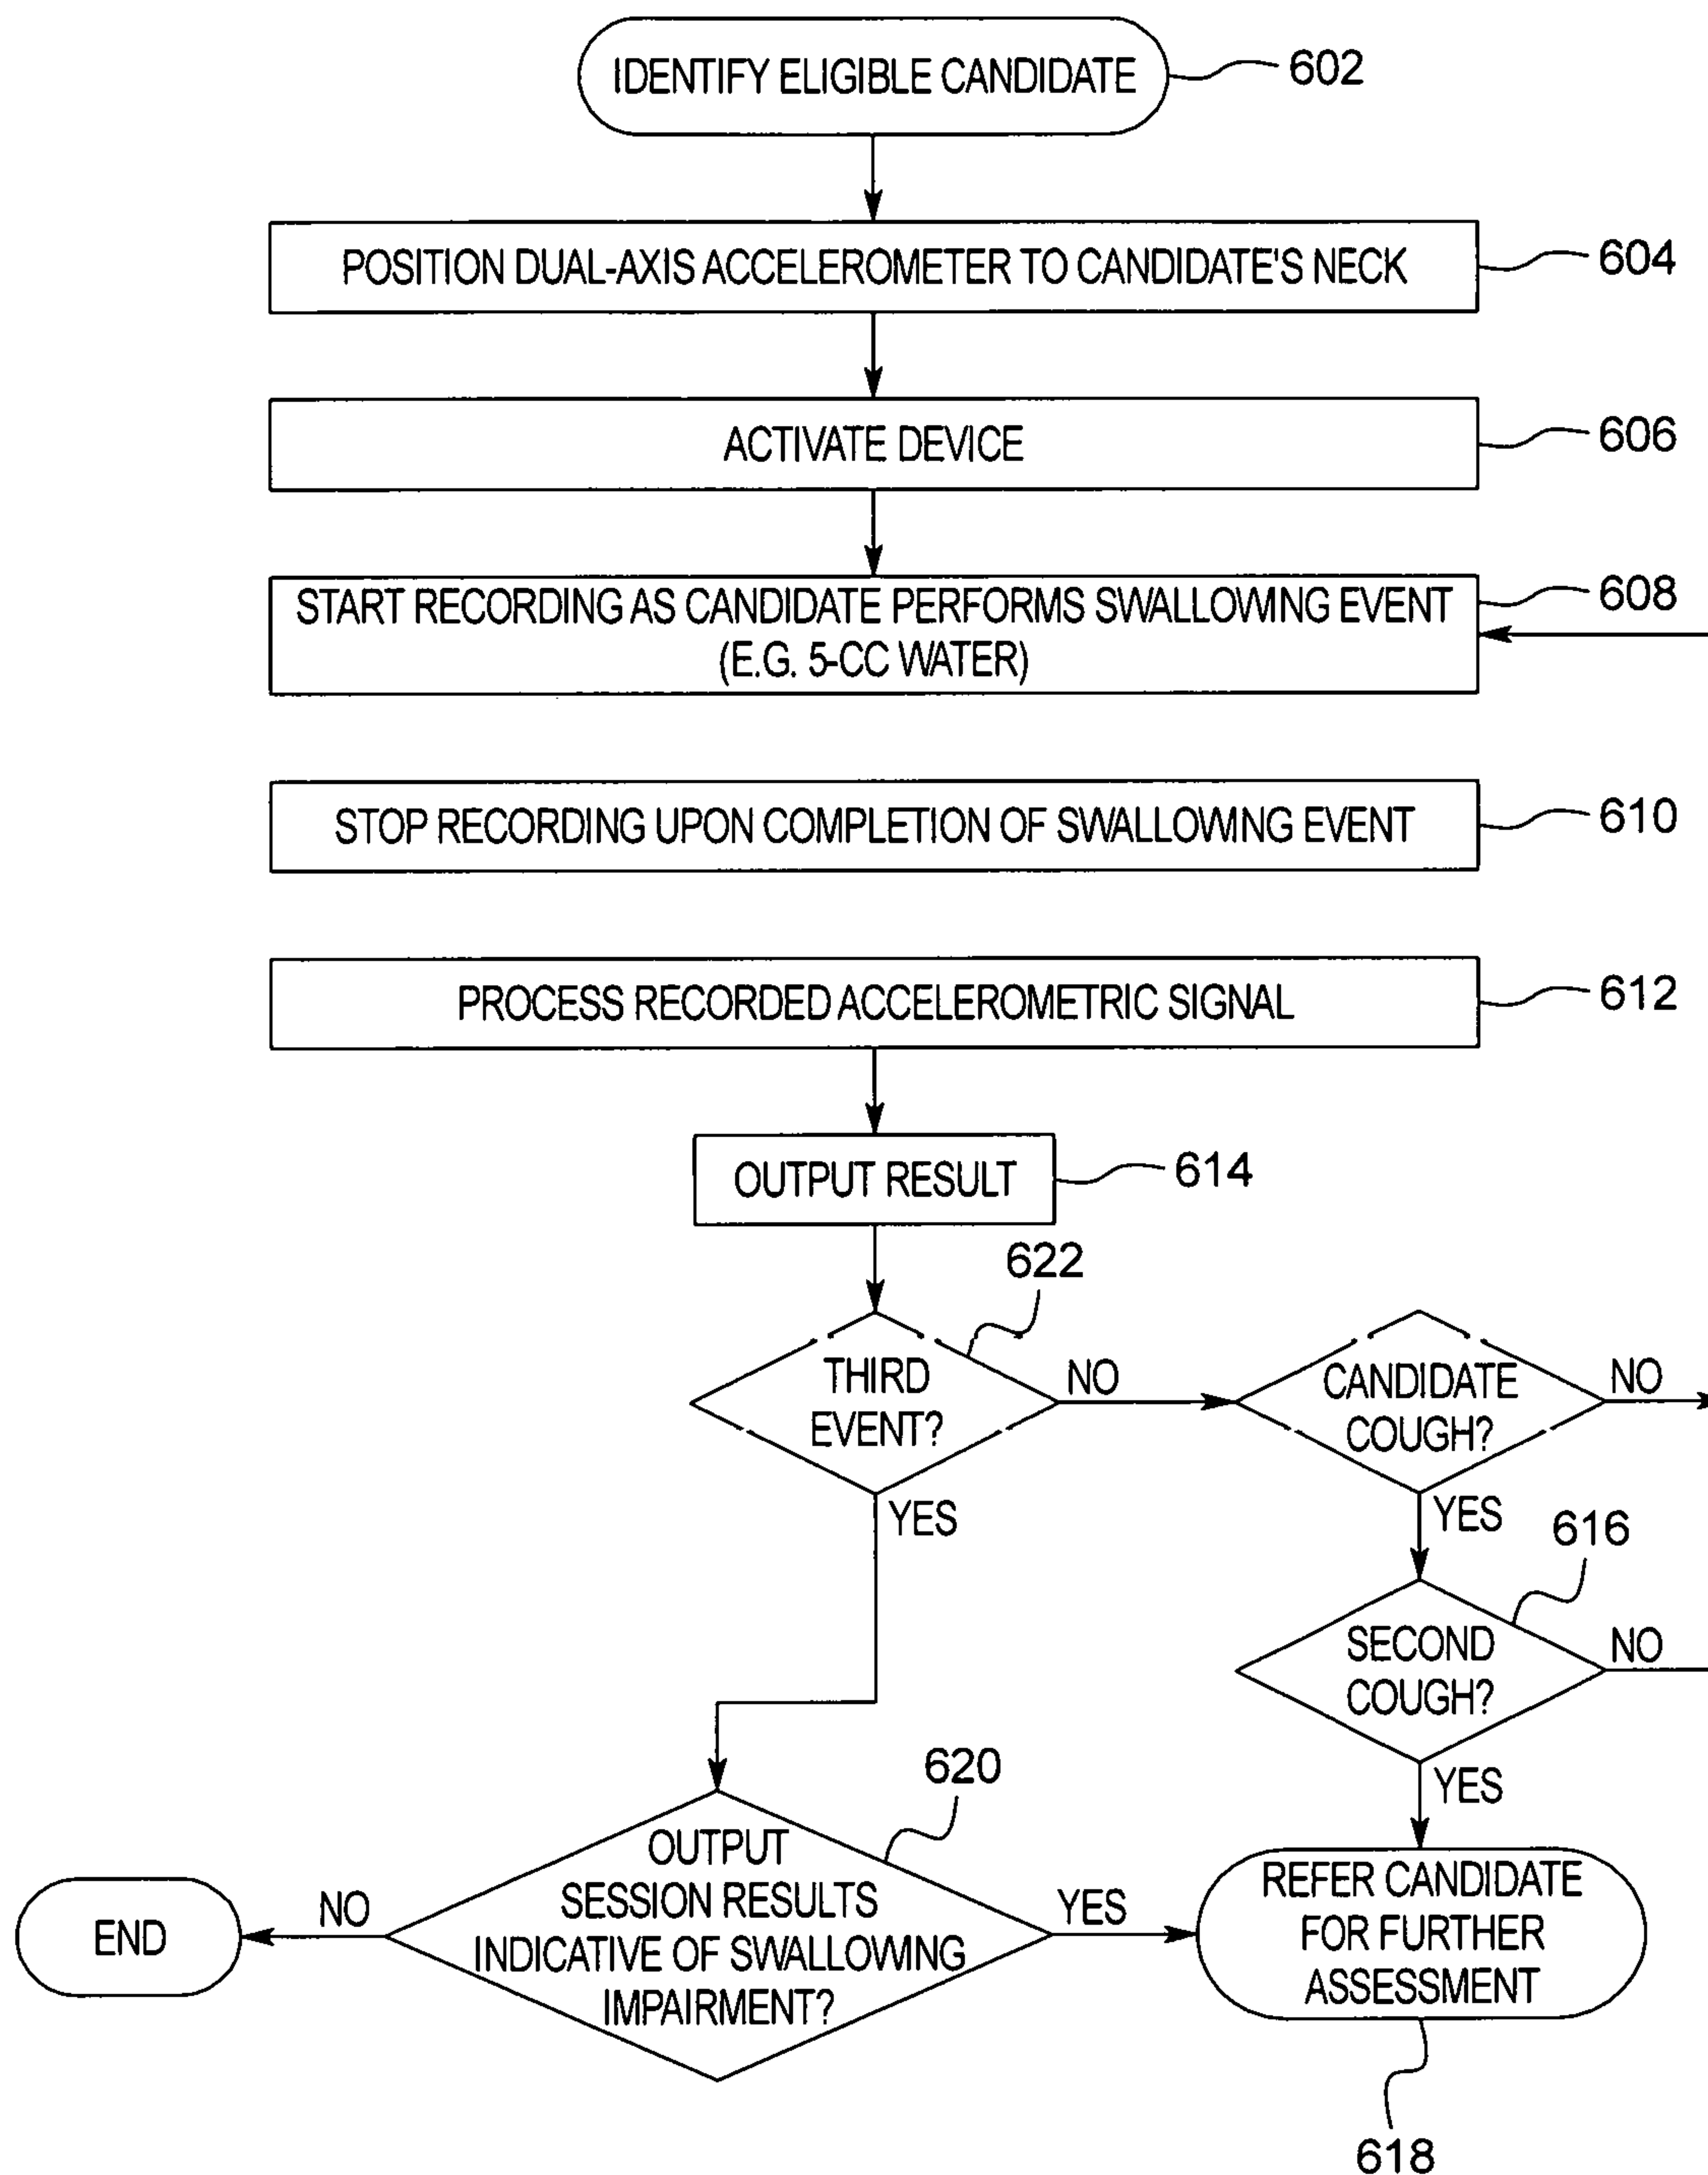 IDENTIFY ELIGIBLE CANDIDATE
602
POSITION DUAL-AXIS ACCELEROMETER TO CANDIDATE'S NECK
604
ACTIVATE DEVICE
606
START RECORDING AS CANDIDATE PERFORMS SWALLOWING EVENT
(E.G. 5-CC WATER)
608
STOP RECORDING UPON COMPLETION OF SWALLOWING EVENT
610
PROCESS RECORDED ACCELEROMETRIC SIGNAL
612
OUTPUT RESULT
614
622
THIRD
EVENT?
NO
CANDIDATE
COUGH?
NO
YES
YES
616
SECOND
COUGH?
NO
YES
620
OUTPUT
SESSION RESULTS
INDICATIVE OF SWALLOWING
IMPAIRMENT?
NO
END
YES
REFER CANDIDATE
FOR FURTHER
ASSESSMENT
618